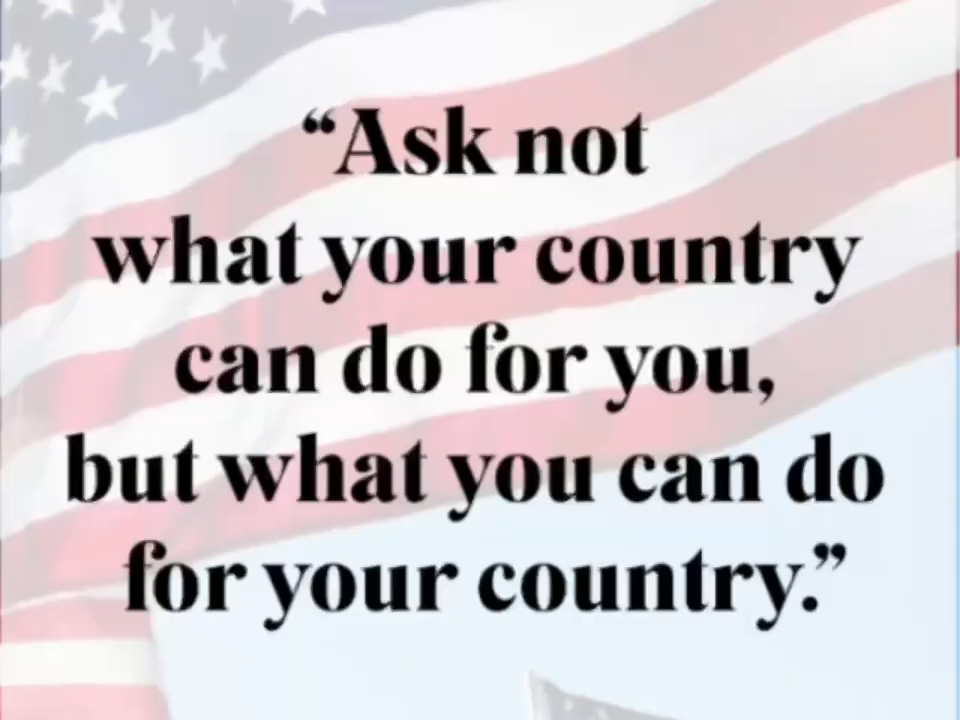 “Ask not
what your country
can do for you,
but what you can do
for your country.”